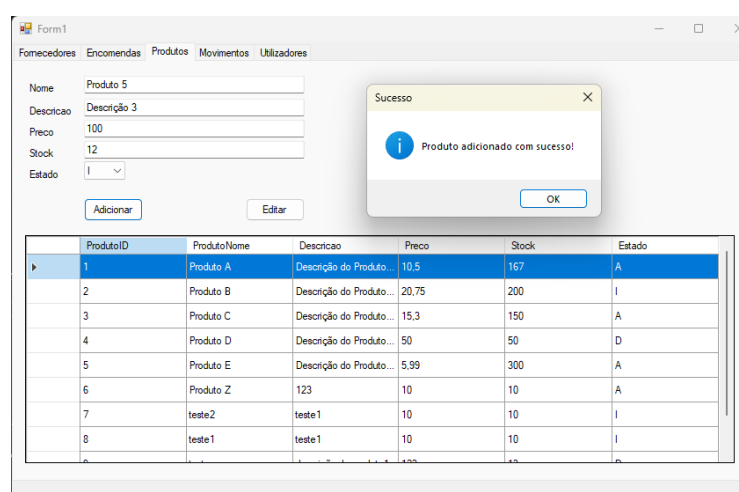 Form1
Fornecedores Encomendas Produtos Movimentos Utilizadores
Nome Produto 5
Descricao Descrição 3
Preco 100
Stock 12
Estado I
Adicionar Editar
Sucesso
Produto adicionado com sucesso!
OK
ProdutoID ProdutoNome Descricao Preco Stock Estado
1 Produto A Descrição do Produto... 10,5 167 A
2 Produto B Descrição do Produto... 20,75 200 I
3 Produto C Descrição do Produto... 15,3 150 A
4 Produto D Descrição do Produto... 50 50 D
5 Produto E Descrição do Produto... 5,99 300 A
6 Produto Z 123 10 10 A
7 teste2 teste1 10 10 I
8 teste1 teste1 10 10 I